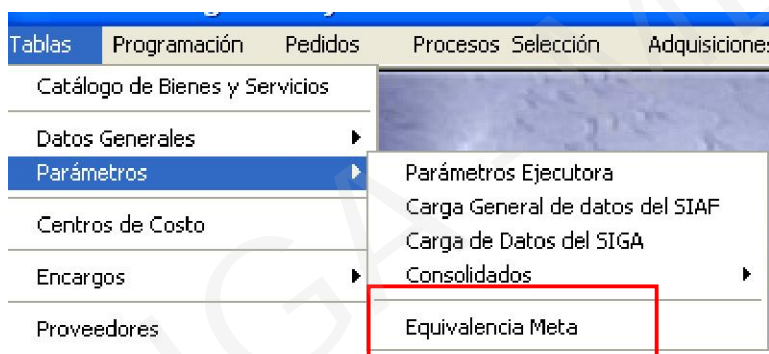 Tablas Programación Pedidos Procesos Selección Adquisiciones
Catálogo de Bienes y Servicios
Datos Generales
Parámetros
Centros de Costo
Encargos
Proveedores
Parámetros Ejecutora
Carga General de datos del SIAF
Carga de Datos del SIGA
Consolidados
Equivalencia Meta